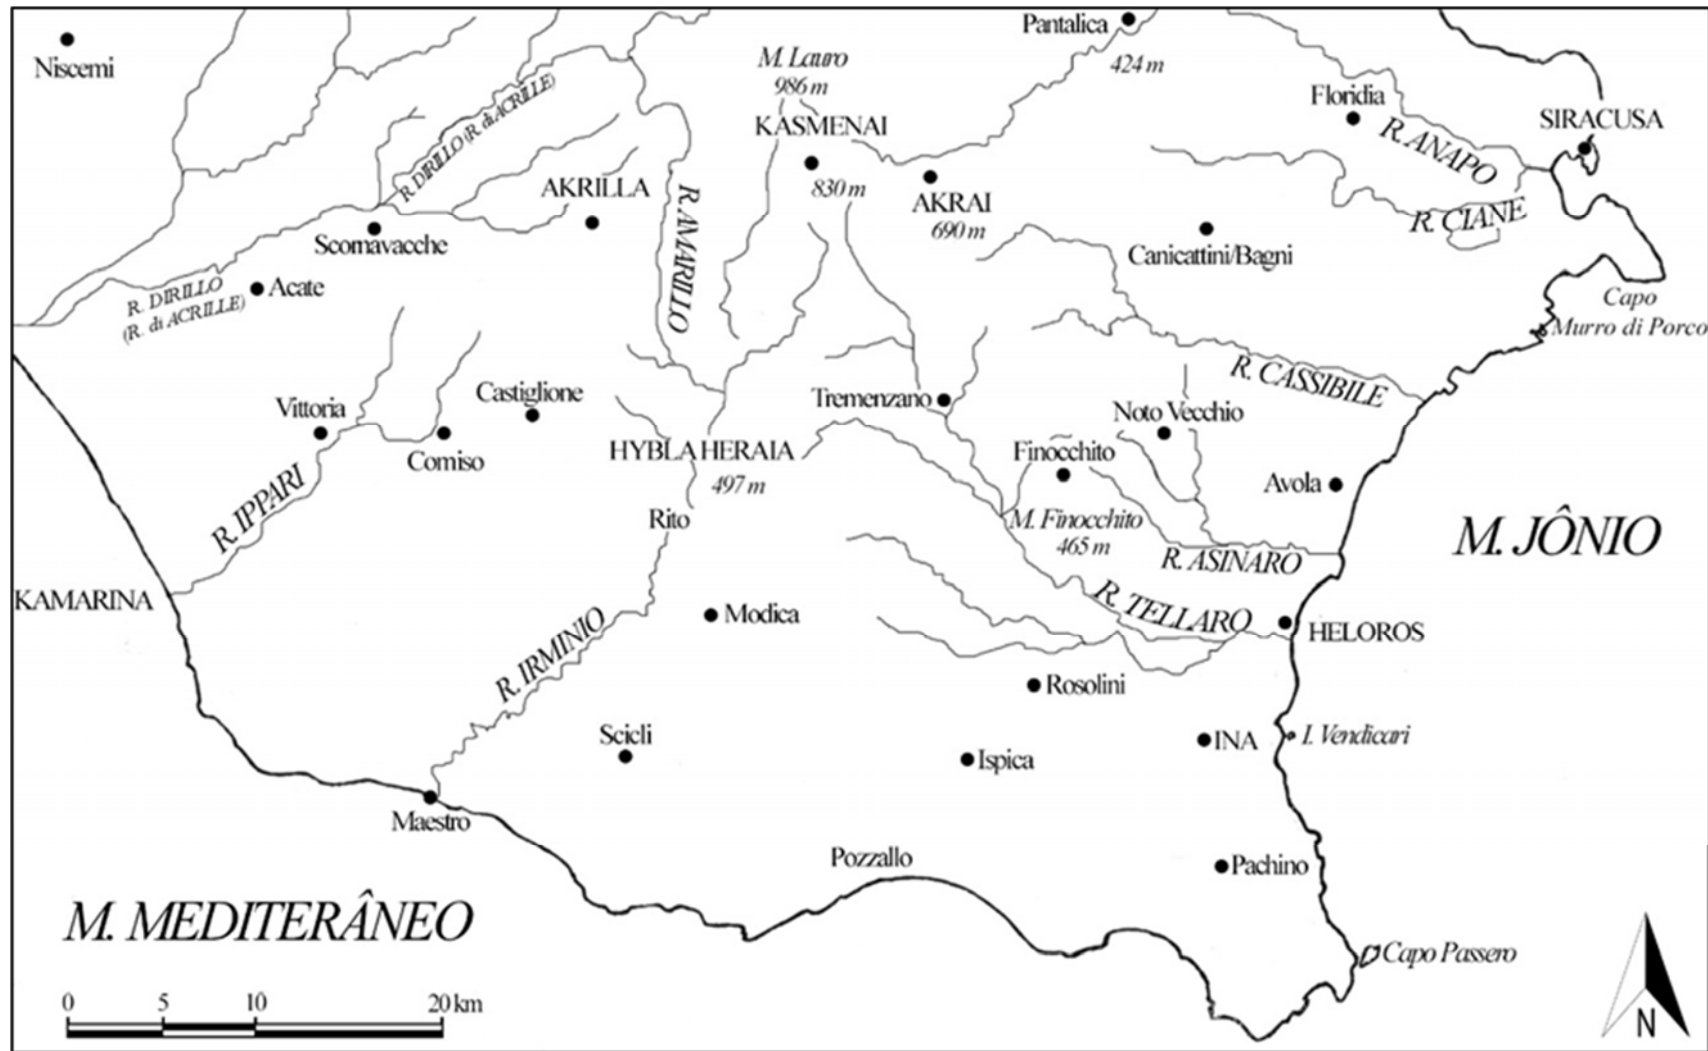 Pantalica
424 m
Niscemi
M. Lauro
986 m
KASMENAI
830 m
Floridia
SIRACUSA
R. ANAPO
R. DIRILLO (R. di ACRILLE)
AKRILLA
AKRAI
690 m
R. CIANE
R. AMARILLO
Scornavacche
Canicattini/Bagni
Acate
R. DIRILLO
(R. di ACRILLE)
Capo
Murro di Porco
R. CASSIBILE
Castiglione
Tremenzano
Vittoria
Noto Vecchio
Comiso
HYBLA HERAIA
497 m
Finocchito
Avola
R. IPPARI
Rito
M. Finocchito
465 m
M. JÔNIO
R. ASINARO
KAMARINA
R. TELLARO
Modica
HELOROS
R. IRMINIO
Rosolini
Scicli
INA
I. Vendicari
Ispica
Maestro
Pozzallo
Pachino
M. MEDITERÂNEO
Capo Passero
0 5 10 20 km
N